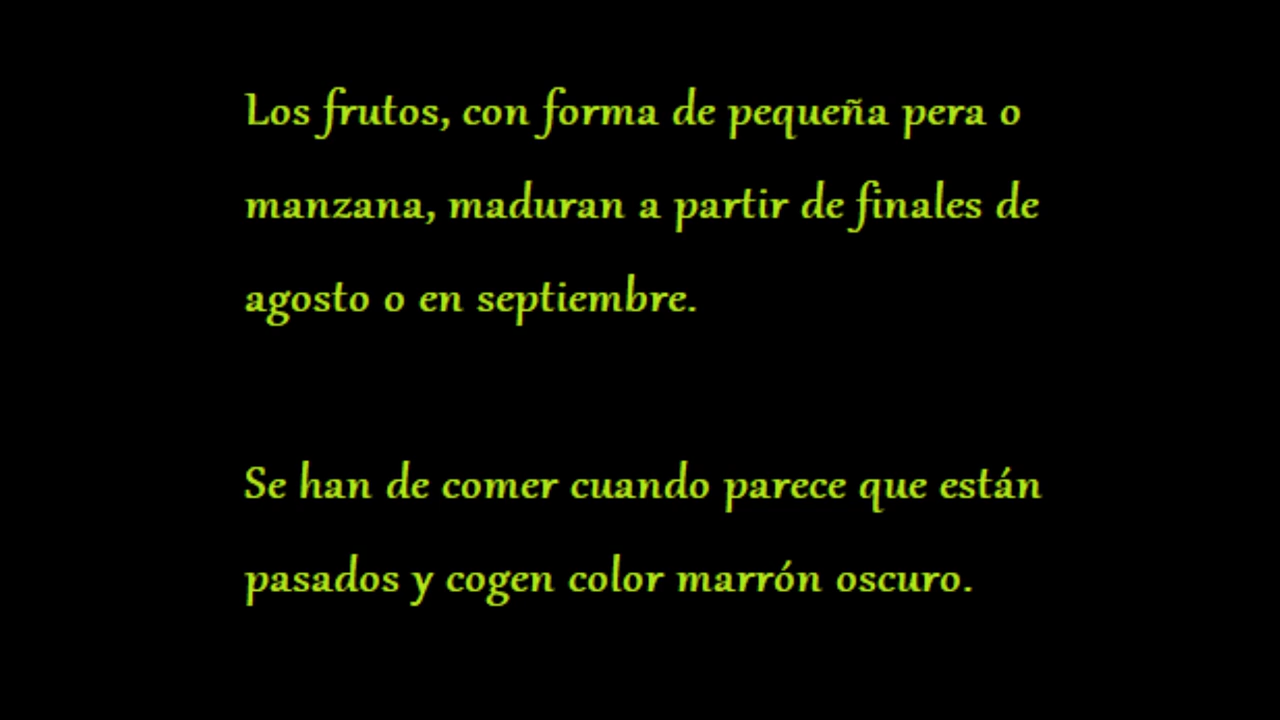 Los frutos, con forma de pequeña pera o
manzana, maduran a partir de finales de
agosto o en septiembre.
Se han de comer cuando parece que están
pasados y cogen color marrón oscuro.